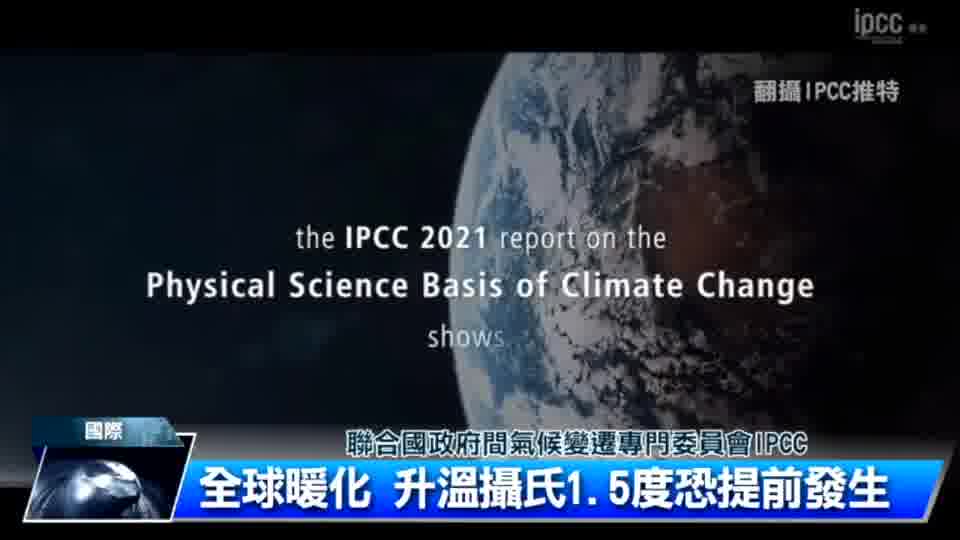 ipcc
翻攝IPCC推特
the IPCC 2021 report on the
Physical Science Basis of Climate Change
shows
國際
聯合國政府間氣候變遷專門委員會IPCC
全球暖化 升溫攝氏1.5度恐提前發生